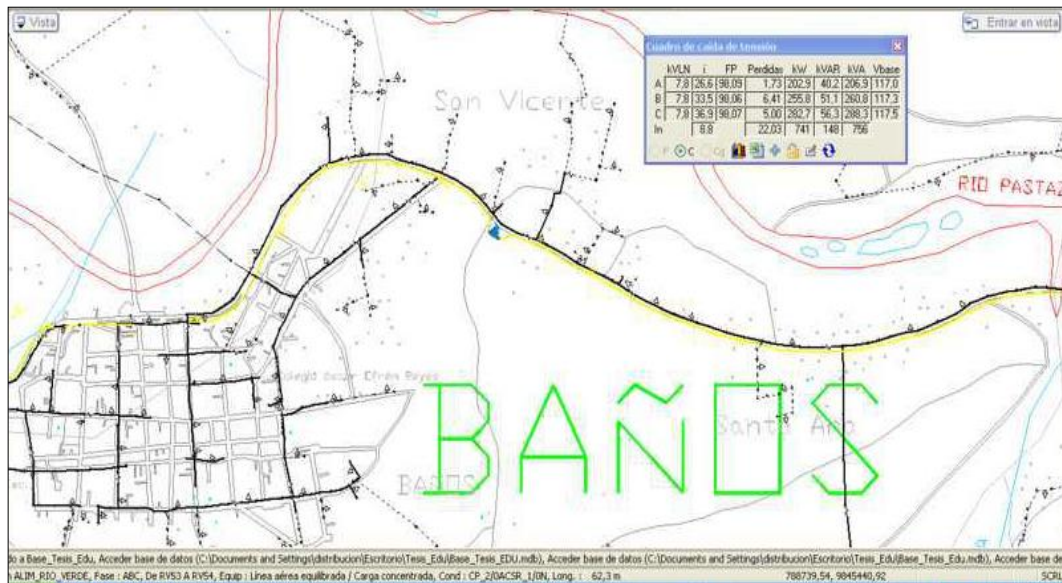 Vista
Entrar en vista
Cuadro de caída de tensión
kVLN i FP Perdidas kW kVAR kVA Vbase
A 7,8 26,6 98,09 1,73 202,9 40,2 206,9 117,0
B 7,8 33,5 98,06 6,41 255,8 51,1 260,8 117,3
C 7,8 36,9 98,07 5,00 282,7 56,3 288,3 117,5
In 8.8 22,03 741 148 756
C
San Vicente
RIO PASTAZ
Efren Reyes
BAÑOS
Santa Ana
BAÑOS
do a Base_Tesis_Edu, Acceder base de datos (C:\Documents and Settings\distribucion\Escritorio\Tesis_Edu\Base_Tesis_EDU.mdb), Acceder base de datos (C:\Documents and Settings\distribucion\Escritorio\Tesis_Edu\Base_Tesis_EDU.mdb), Acceder base de
ALIM_RIO_VERDE, Fase : ABC, De RV53 A RV54, Equip : Línea aérea equilibrada / Carga concentrada, Cond : CP_2/0ACSR_1/0N, Long. : 62,3 m 788739,54, 9845440,92